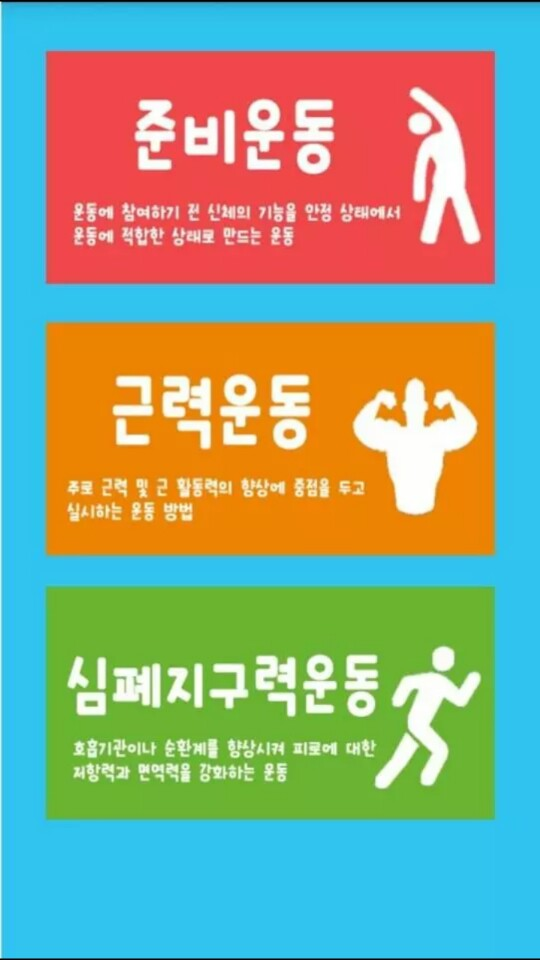 준비운동
운동에 참여하기 전 신체의 기능을 안정 상태에서
운동에 적합한 상태로 만드는 운동
근력운동
주로 근력 및 근 활동력의 향상에 중점을 두고
실시하는 운동 방법
심폐지구력운동
호흡기관이나 순환계를 향상시켜 피로에 대한
저항력과 면역력을 강화하는 운동